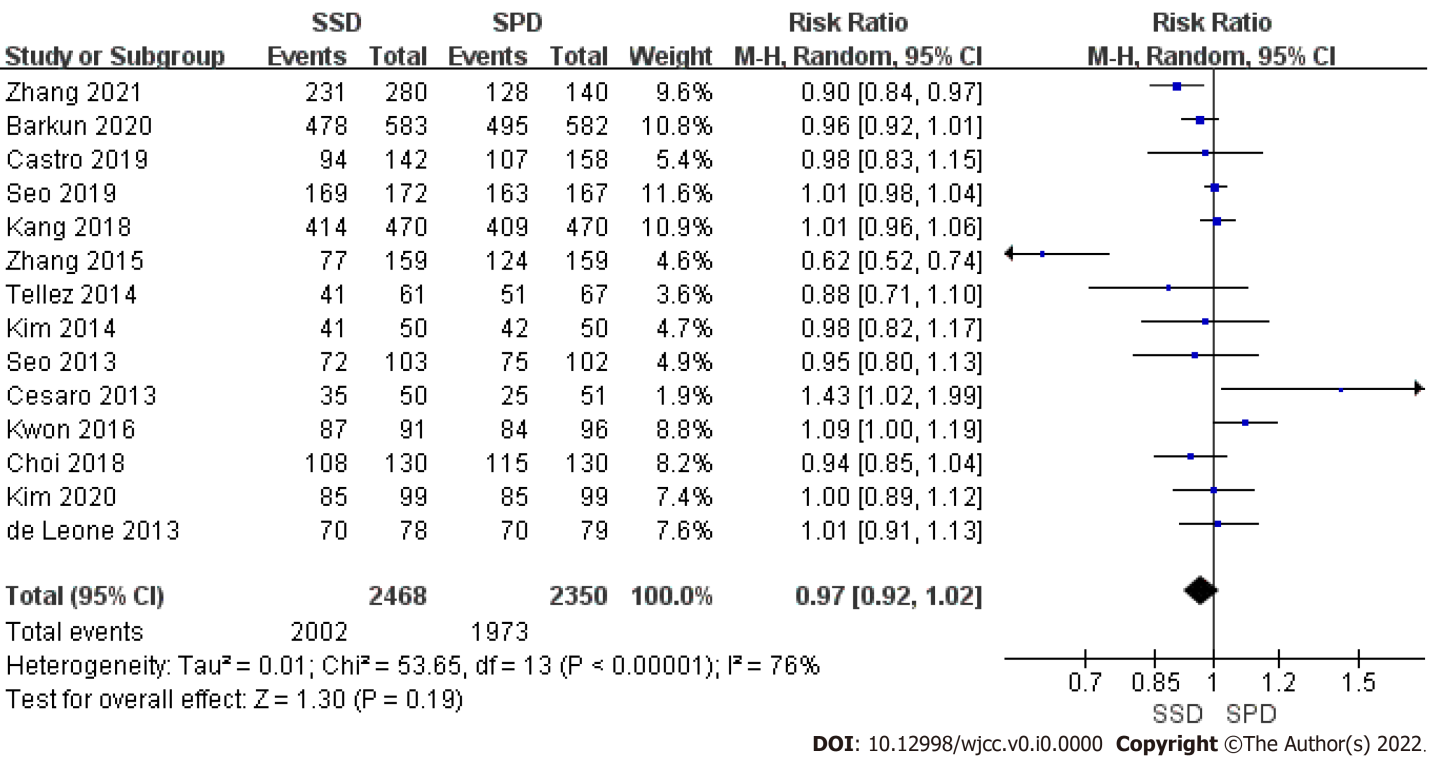 SSD SPD Risk Ratio Risk Ratio
Study or Subgroup Events Total Events Total Weight M-H, Random, 95% CI M-H, Random, 95% CI
Zhang 2021 231 280 128 140 9.6% 0.90 [0.84, 0.97]
Barkun 2020 478 583 495 582 10.8% 0.96 [0.92, 1.01]
Castro 2019 94 142 107 158 5.4% 0.98 [0.83, 1.15]
Seo 2019 169 172 163 167 11.6% 1.01 [0.98, 1.04]
Kang 2018 414 470 409 470 10.9% 1.01 [0.96, 1.06]
Zhang 2015 77 159 124 159 4.6% 0.62 [0.52, 0.74]
Tellez 2014 41 61 51 67 3.6% 0.88 [0.71, 1.10]
Kim 2014 41 50 42 50 4.7% 0.98 [0.82, 1.17]
Seo 2013 72 103 75 102 4.9% 0.95 [0.80, 1.13]
Cesaro 2013 35 50 25 51 1.9% 1.43 [1.02, 1.99]
Kwon 2016 87 91 84 96 8.8% 1.09 [1.00, 1.19]
Choi 2018 108 130 115 130 8.2% 0.94 [0.85, 1.04]
Kim 2020 85 99 85 99 7.4% 1.00 [0.89, 1.12]
de Leone 2013 70 78 70 79 7.6% 1.01 [0.91, 1.13]
Total (95% CI) 2468 2350 100.0% 0.97 [0.92, 1.02]
Total events 2002 1973
Heterogeneity: Tau² = 0.01; Chi² = 53.65, df = 13 (P < 0.00001); I² = 76%
Test for overall effect: Z = 1.30 (P = 0.19)
0.7 0.85 1 1.2 1.5
SSD SPD
DOI: 10.12998/wjcc.v0.i0.0000 Copyright ©The Author(s) 2022.